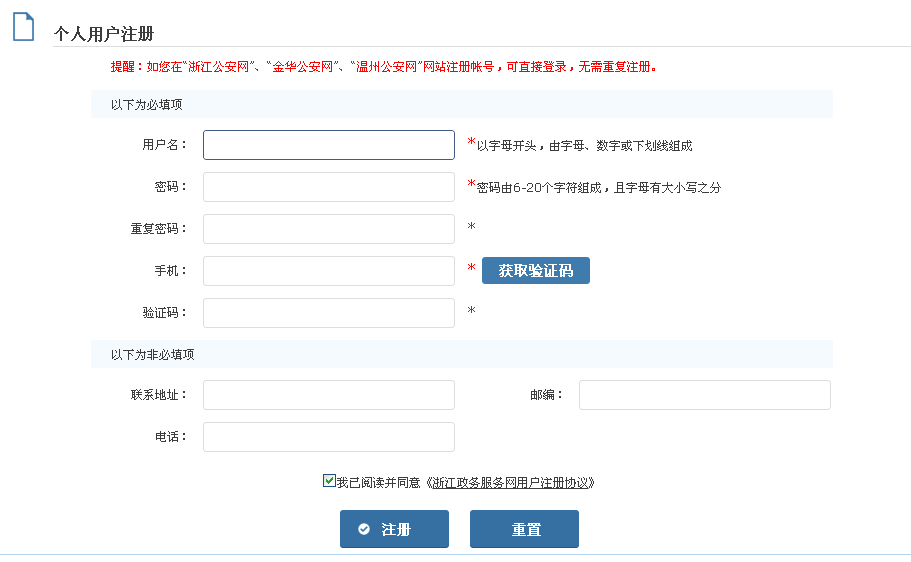 个人用户注册
提醒：如您在“浙江公安网”、“金华公安网”、“温州公安网”网站注册帐号，可直接登录，无需重复注册。
以下为必填项
用户名： *以字母开头，由字母、数字或下划线组成
密码： *密码由6-20个字符组成，且字母有大小写之分
重复密码： *
手机： * 获取验证码
验证码： *
以下为非必填项
联系地址： 邮编：
电话：
我已阅读并同意《浙江政务服务网用户注册协议》
注册 重置